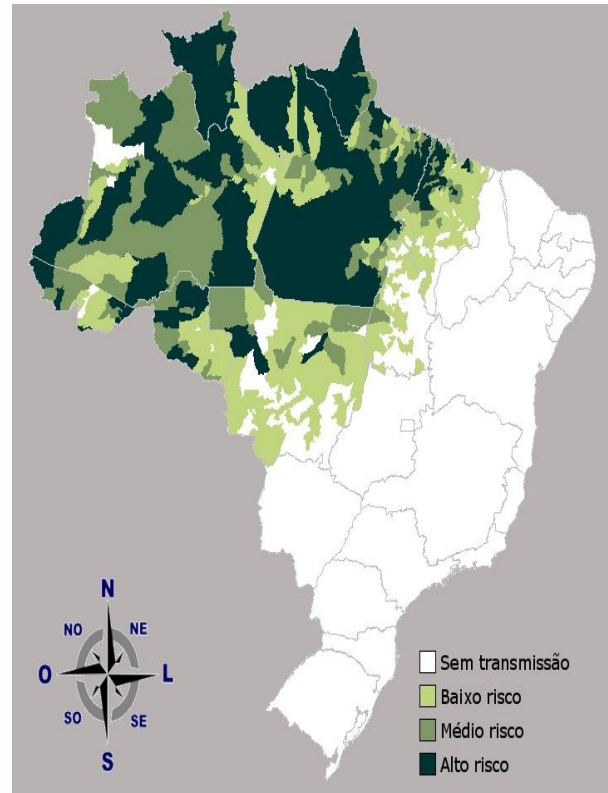 N
NO NE
O L
SO SE
S
Sem transmissão
Baixo risco
Médio risco
Alto risco